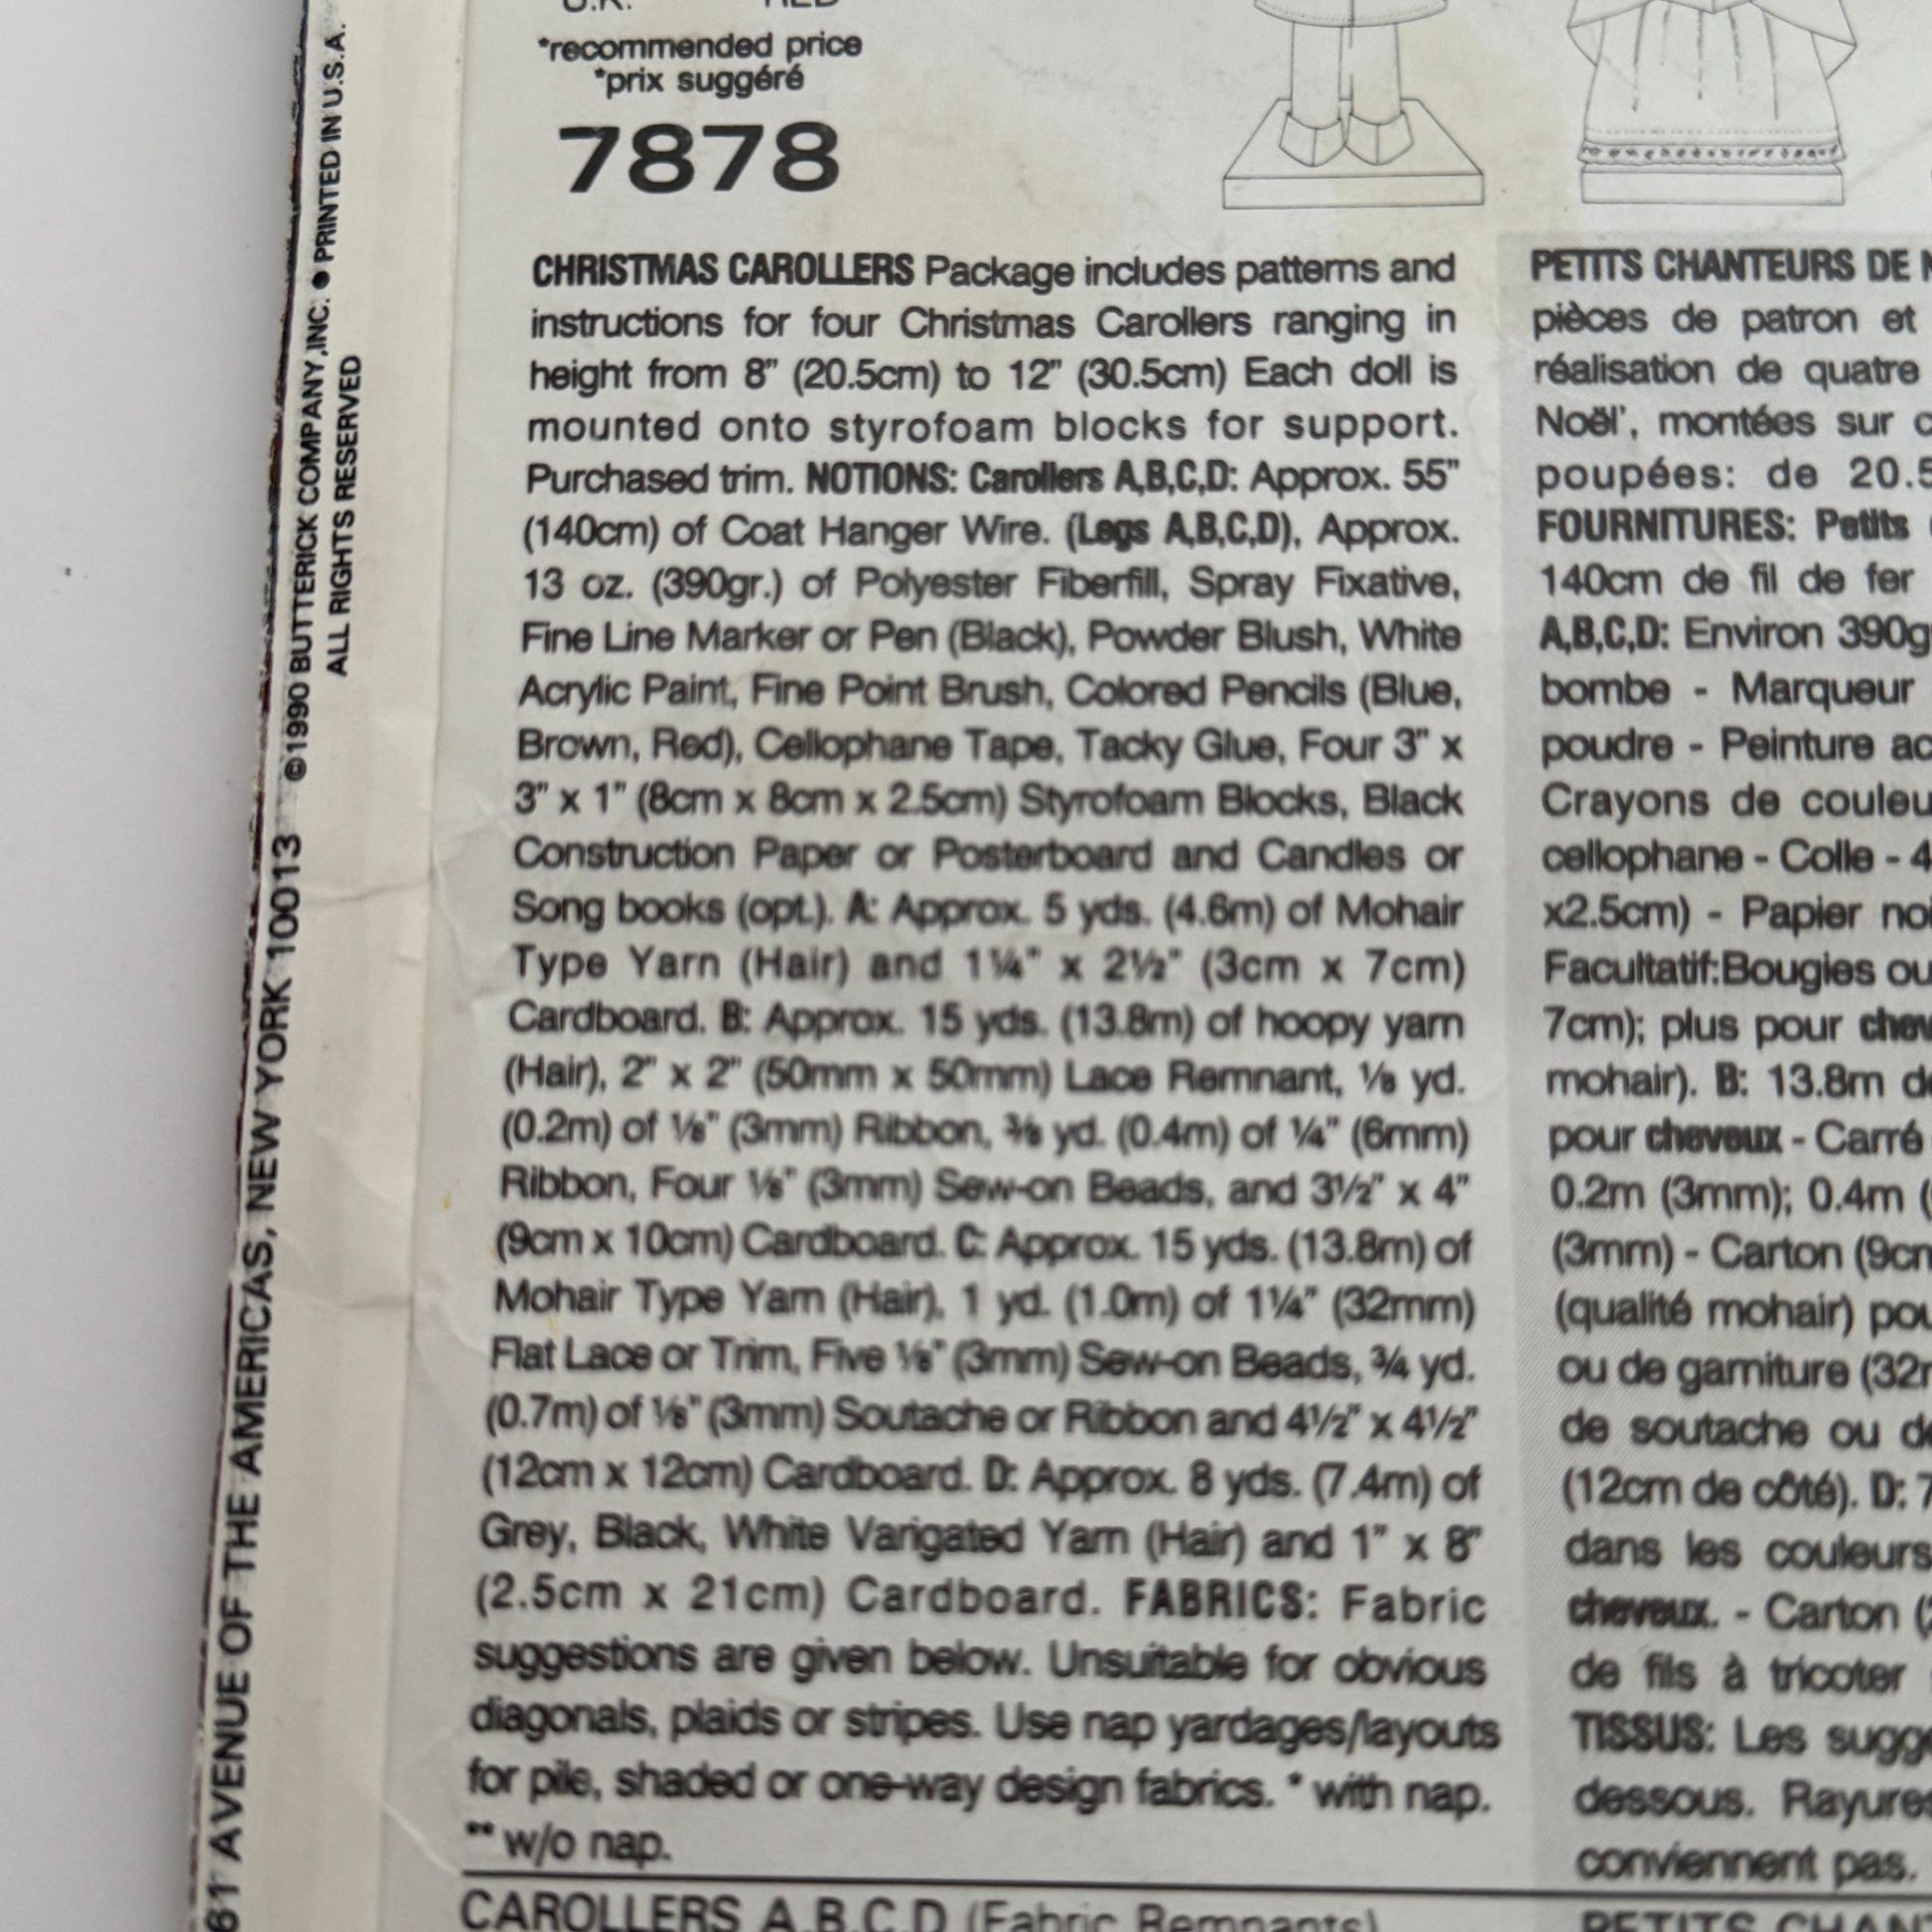 *recommended price
*prix suggéré
7878
CHRISTMAS CAROLLERS Package includes patterns and
instructions for four Christmas Carollers ranging in
height from 8” (20.5cm) to 12” (30.5cm) Each doll is
mounted onto styrofoam blocks for support.
Purchased trim. NOTIONS: Carollers A,B,C,D: Approx. 55”
(140cm) of Coat Hanger Wire. (Legs A,B,C,D), Approx.
13 oz. (390gr.) of Polyester Fiberfill, Spray Fixative,
Fine Line Marker or Pen (Black), Powder Blush, White
Acrylic Paint, Fine Point Brush, Colored Pencils (Blue,
Brown, Red), Cellophane Tape, Tacky Glue, Four 3” x
3” x 1” (8cm x 8cm x 2.5cm) Styrofoam Blocks, Black
Construction Paper or Posterboard and Candles or
Song books (opt.). A: Approx. 5 yds. (4.6m) of Mohair
Type Yarn (Hair) and 1¼” x 2½” (3cm x 7cm)
Cardboard. B: Approx. 15 yds. (13.8m) of hoopy yarn
(Hair), 2” x 2” (50mm x 50mm) Lace Remnant, ⅛ yd.
(0.2m) of ⅛” (3mm) Ribbon, ⅜ yd. (0.4m) of ¼” (6mm)
Ribbon, Four ⅛” (3mm) Sew-on Beads, and 3½” x 4”
(9cm x 10cm) Cardboard. C: Approx. 15 yds. (13.8m) of
Mohair Type Yarn (Hair), 1 yd. (1.0m) of 1¼” (32mm)
Flat Lace or Trim, Five ⅛” (3mm) Sew-on Beads, ¾ yd.
(0.7m) of ⅛” (3mm) Soutache or Ribbon and 4½” x 4½”
(12cm x 12cm) Cardboard. D: Approx. 8 yds. (7.4m) of
Grey, Black, White Varigated Yarn (Hair) and 1” x 8”
(2.5cm x 21cm) Cardboard. FABRICS: Fabric
suggestions are given below. Unsuitable for obvious
diagonals, plaids or stripes. Use nap yardages/layouts
for pile, shaded or one-way design fabrics. * with nap.
** w/o nap.
CAROLLERS A,B,C,D (Fabric Remnants)
PETITS CHANTEURS DE
pièces de patron et
réalisation de quatre
Noël’, montées sur
poupées: de 20.5
FOURNITURES: Petits
140cm de fil de fer
A,B,C,D: Environ 390g
bombe - Marqueur
poudre - Peinture
Crayons de
cellophane - Colle - 4
x2.5cm) - Papier
Facultatif:Bougies ou
7cm); plus pour
mohair). B: 13.8m
pour cheveux - Carré
0.2m (3mm); 0.4m
(3mm) - Carton
(qualité mohair)
ou de garniture
de soutache ou
(12cm de côté). D: 7
dans les couleurs
cheveux. - Carton
de fils à tricoter
TISSUS: Les
dessous.
conviennent pas.
PETITS
61 AVENUE OF THE AMERICAS, NEW YORK 10013 ©1990 BUTTERICK COMPANY,INC. ● PRINTED IN U.S.A.
ALL RIGHTS RESERVED